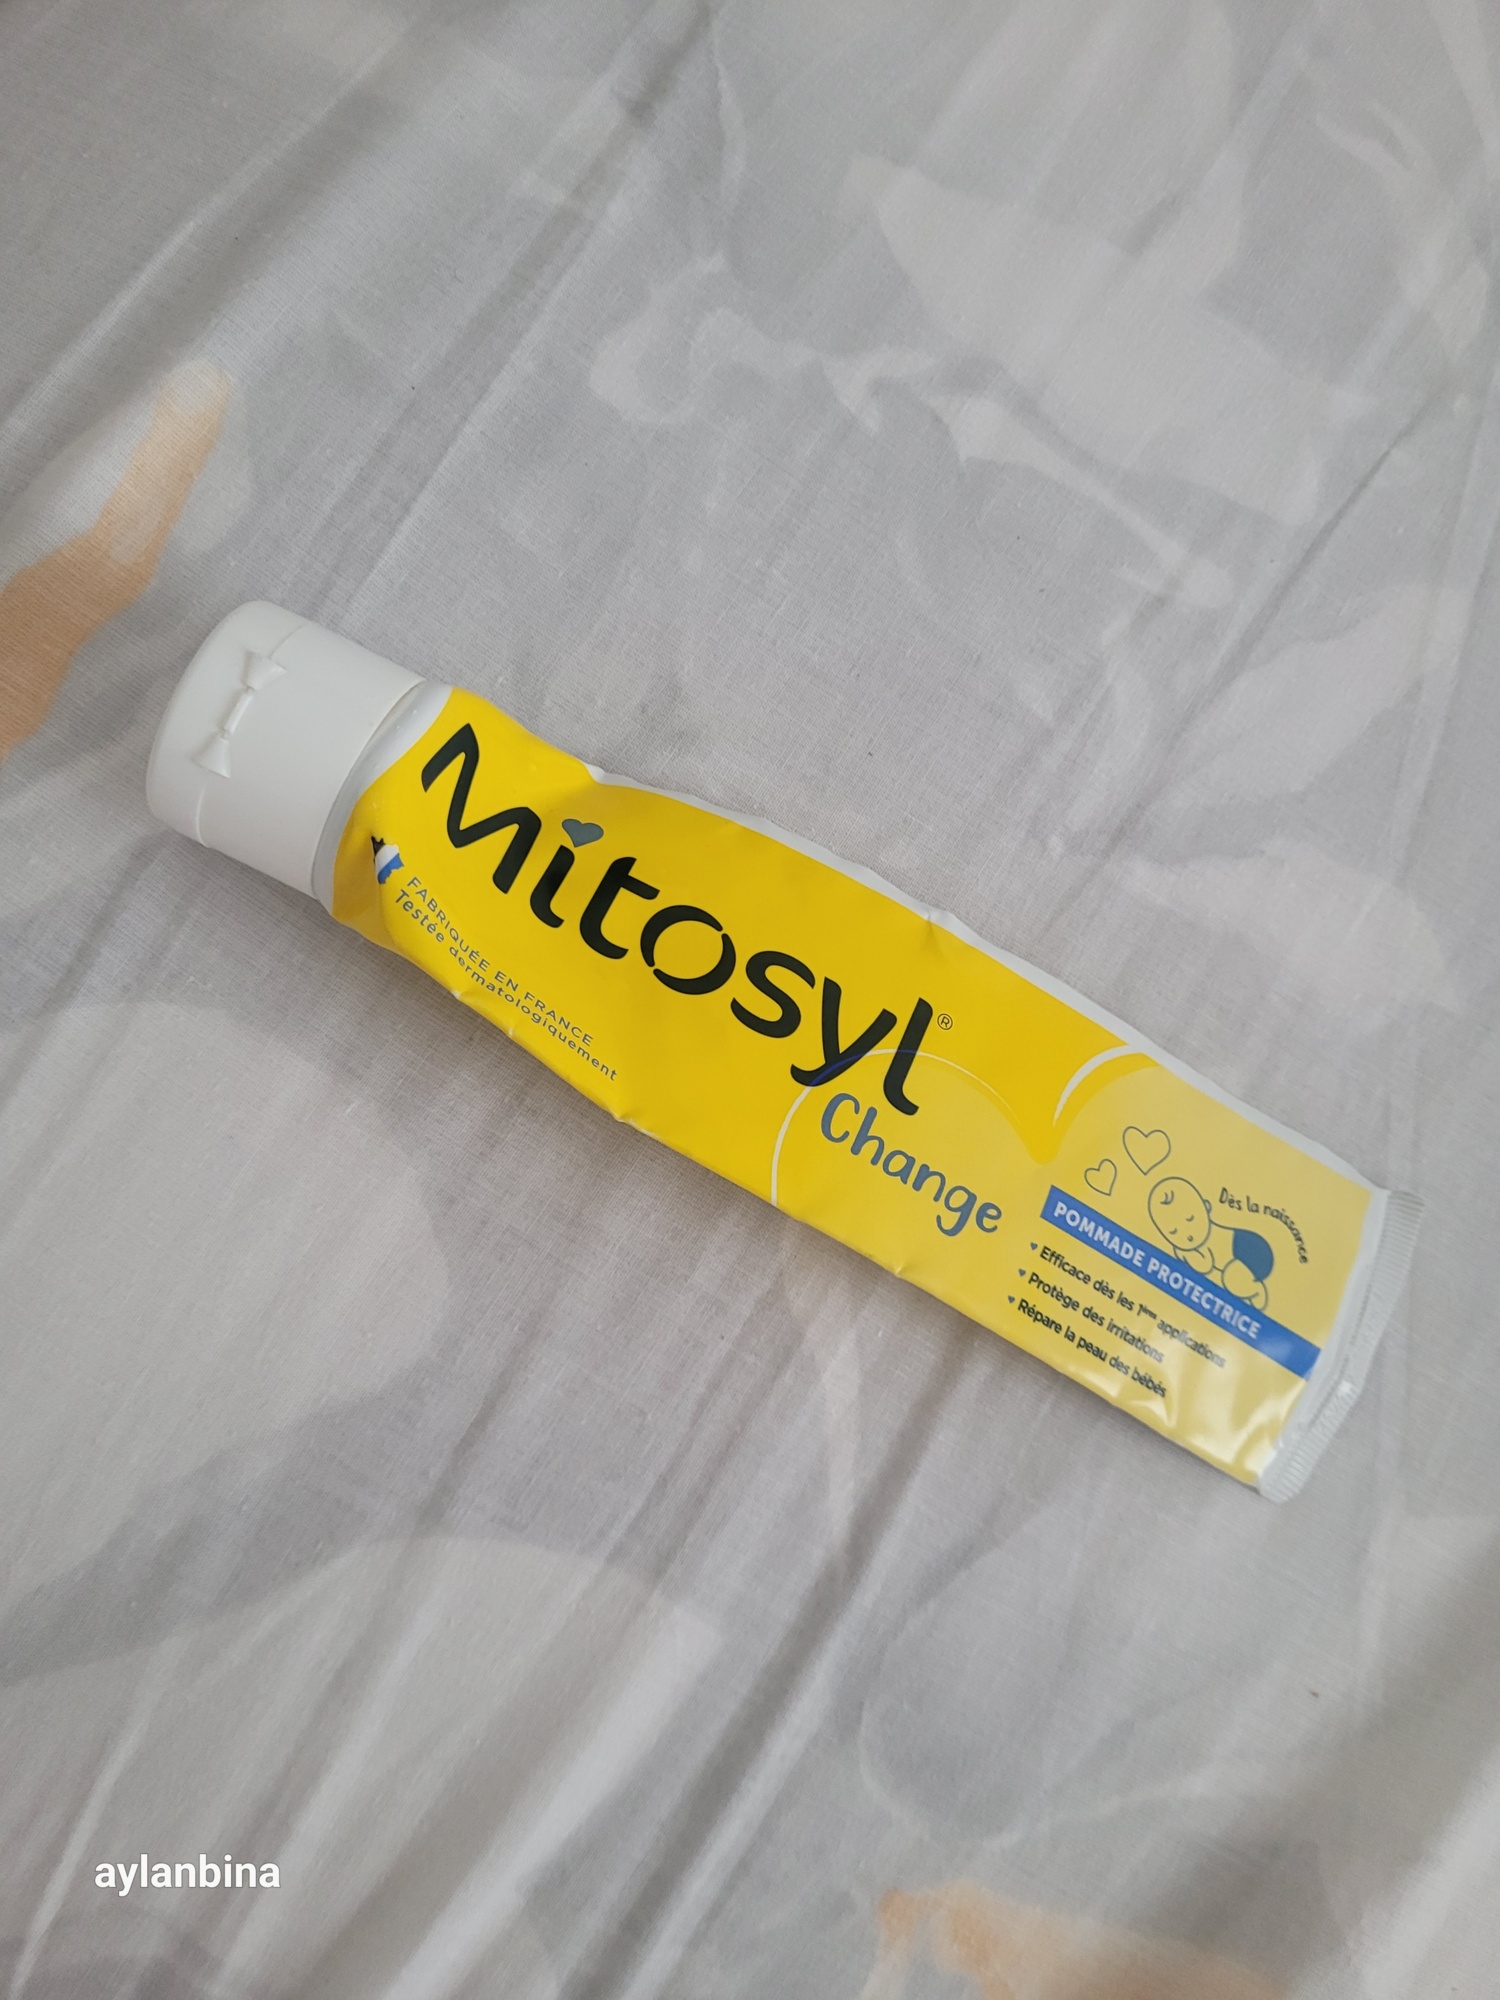 Mitosyl®
Change
FABRIQUÉE EN FRANCE
Testée dermatologiquement
Dès la naissance
POMMADE PROTECTRICE
Efficace dès les 1ères applications
Protège des irritations
Répare la peau des bébés
aylanbina